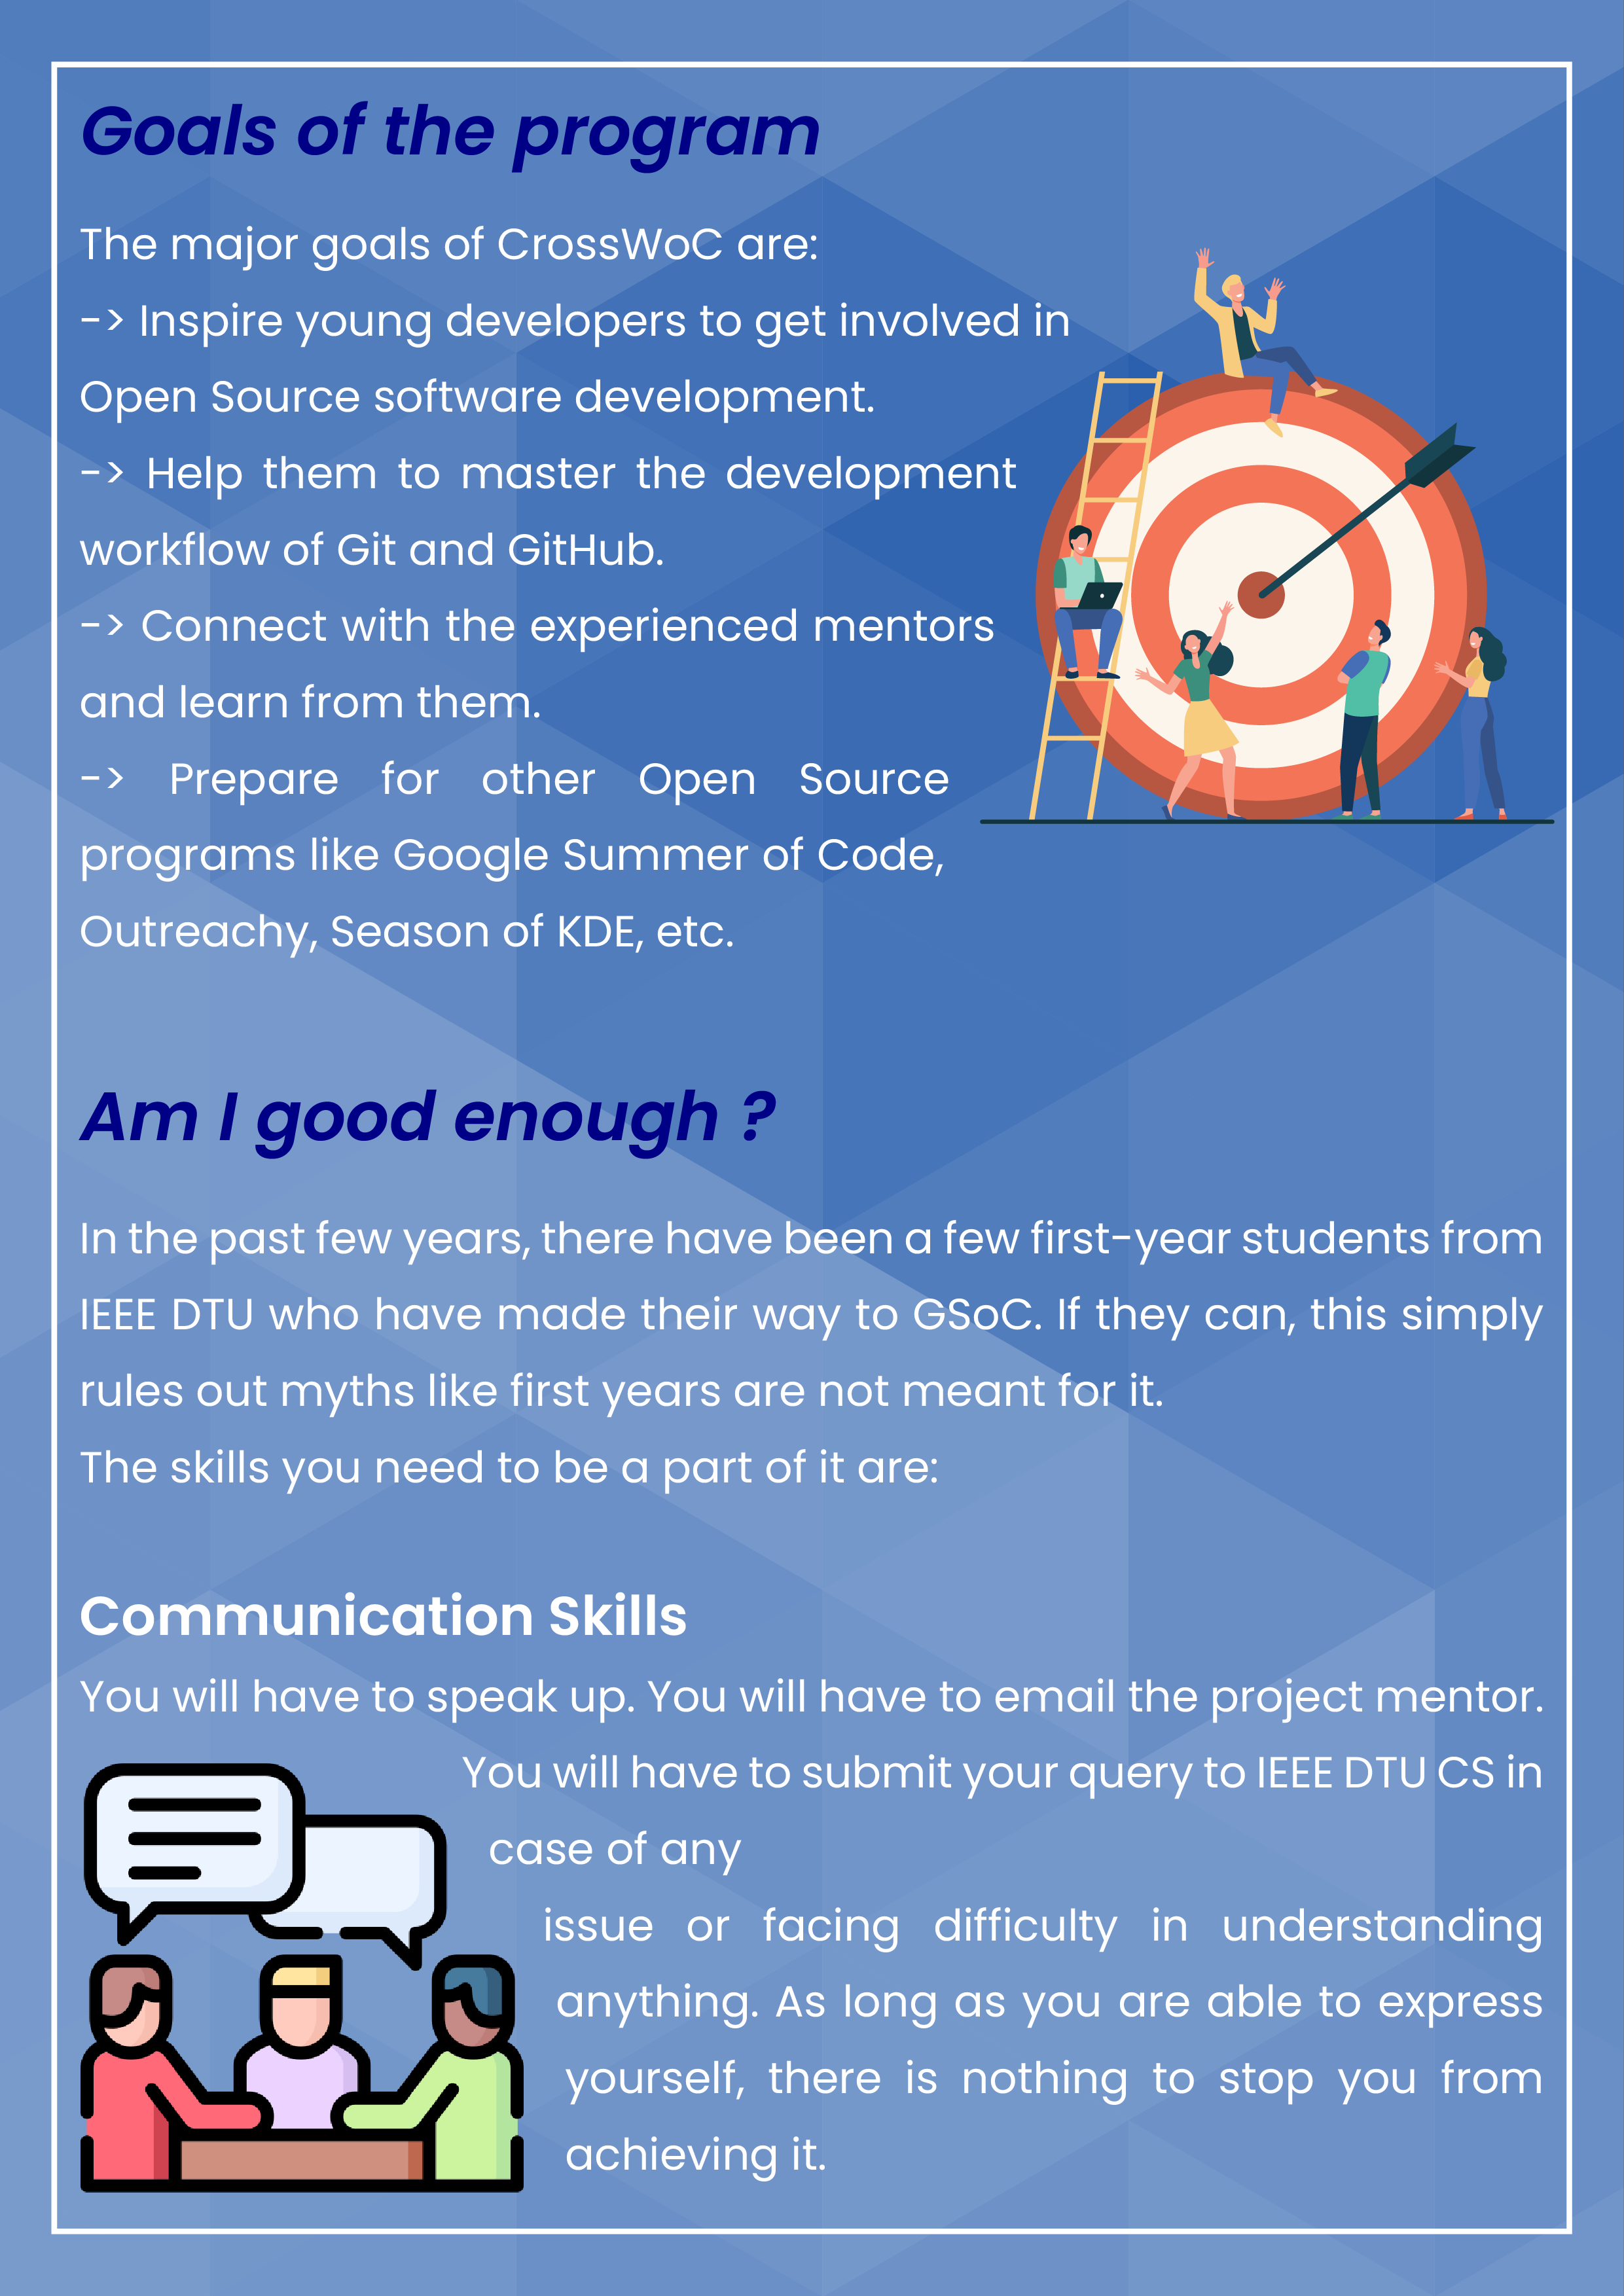 Goals of the program
The major goals of CrossWoC are:
-> Inspire young developers to get involved in
Open Source software development.
-> Help them to master the development
workflow of Git and GitHub.
-> Connect with the experienced mentors
and learn from them.
-> Prepare for other Open Source
programs like Google Summer of Code,
Outreachy, Season of KDE, etc.
Am I good enough ?
In the past few years, there have been a few first-year students from
IEEE DTU who have made their way to GSoC. If they can, this simply
rules out myths like first years are not meant for it.
The skills you need to be a part of it are:
Communication Skills
You will have to speak up. You will have to email the project mentor.
You will have to submit your query to IEEE DTU CS in
case of any
issue or facing difficulty in understanding
anything. As long as you are able to express
yourself, there is nothing to stop you from
achieving it.